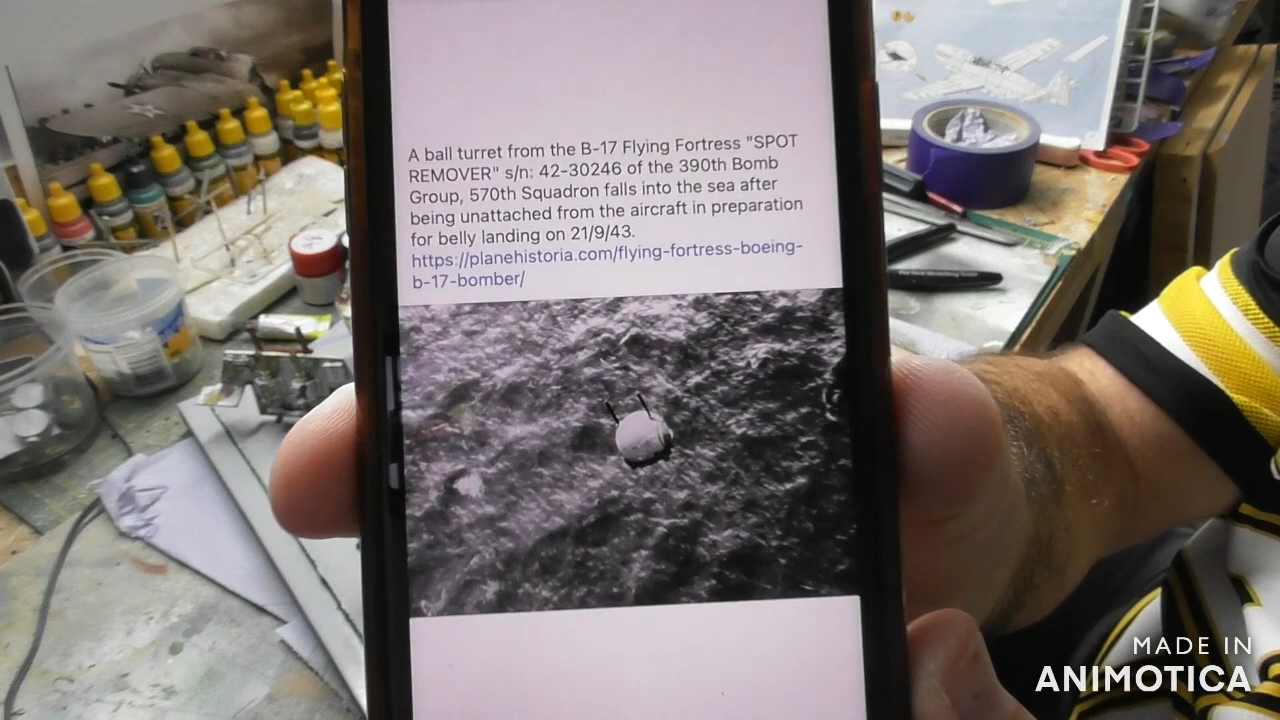 A ball turret from the B-17 Flying Fortress "SPOT
REMOVER" s/n: 42-30246 of the 390th Bomb
Group, 570th Squadron falls into the sea after
being unattached from the aircraft in preparation
for belly landing on 21/9/43.
https://planehistoria.com/flying-fortress-boeing-
b-17-bomber/
MADE IN
ANIMOTICA